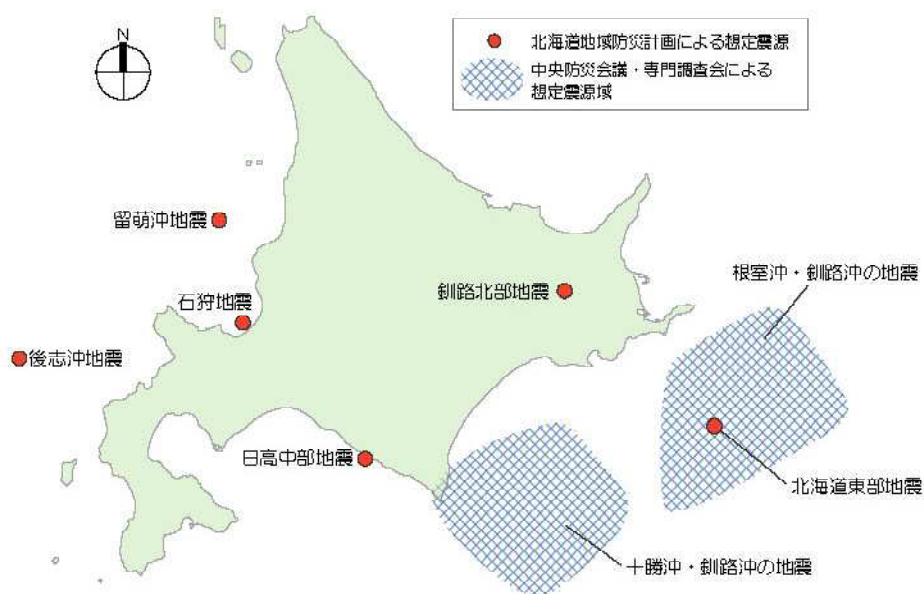 N
北海道地域防災計画による想定震源
中央防災会議・専門調査会による
想定震源域
留萌沖地震
石狩地震
釧路北部地震
根室沖・釧路沖の地震
後志沖地震
日高中部地震
北海道東部地震
十勝沖・釧路沖の地震